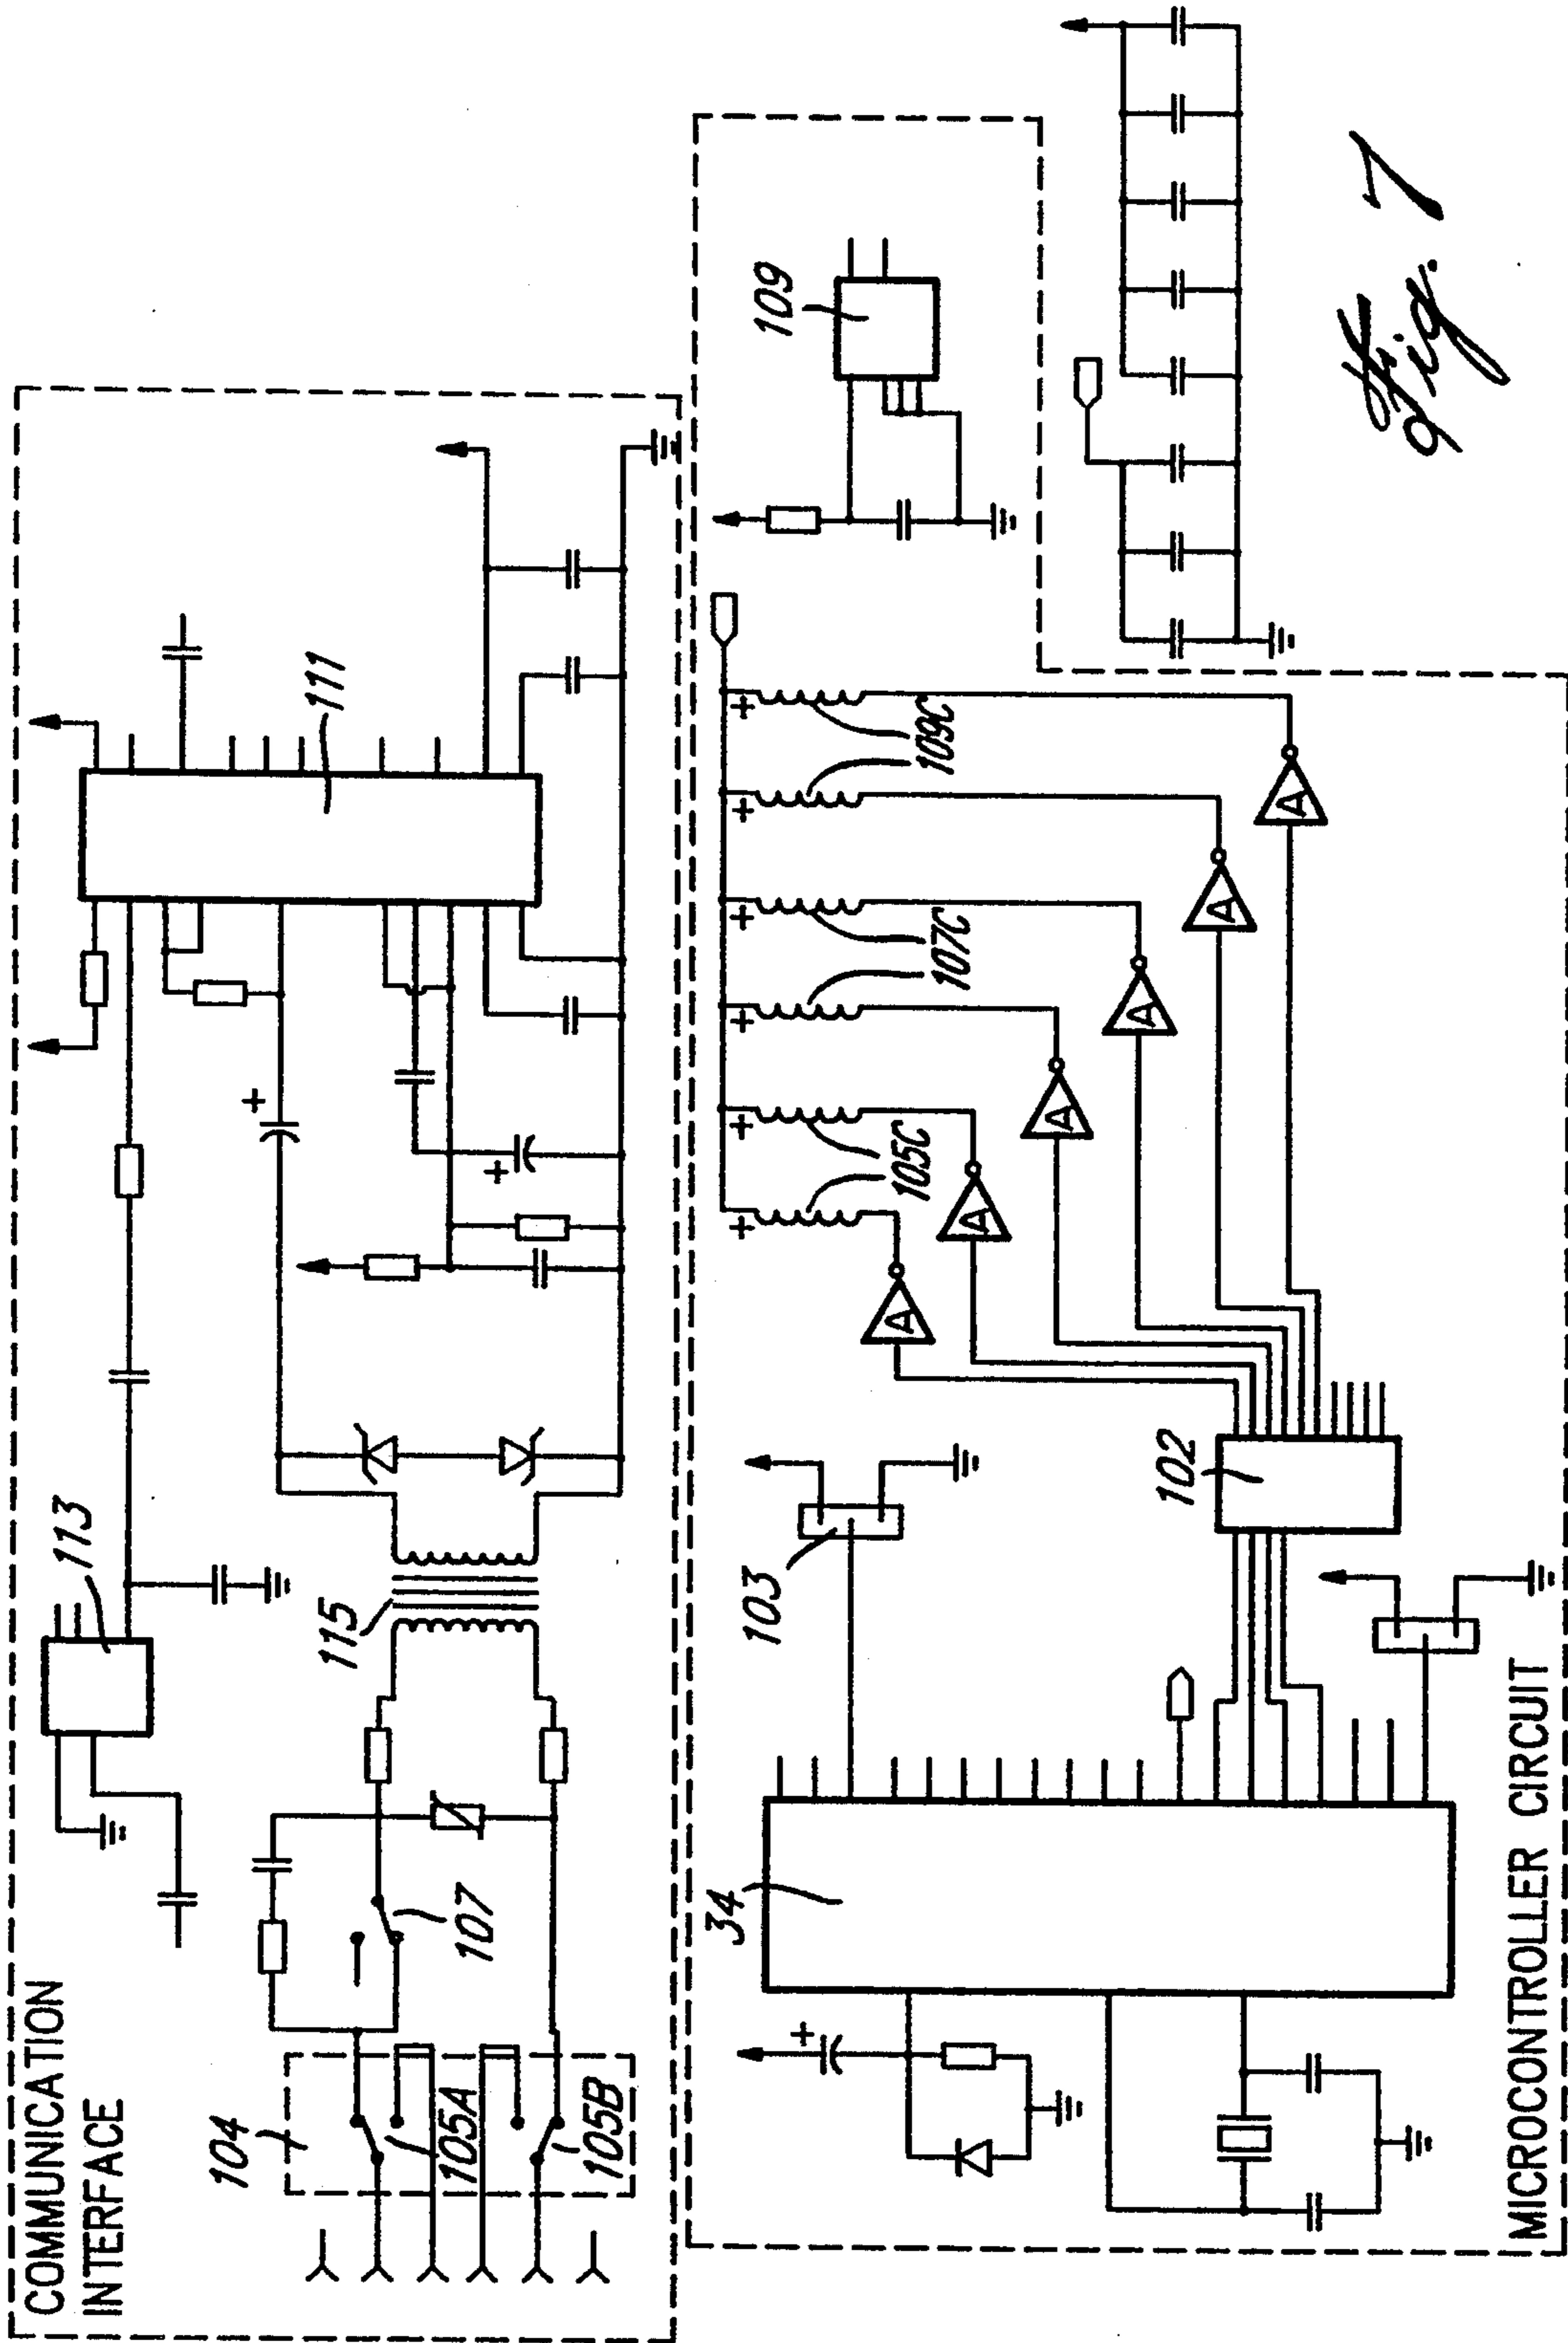 COMMUNICATION
INTERFACE
113
111
115
104
105A
105B
107
+
+
MICROCONTROLLER CIRCUIT
34
103
102
109
105C
107C
109C
+
+
+
+
+
+
+
A
A
A
A
A
A
Fig. 7